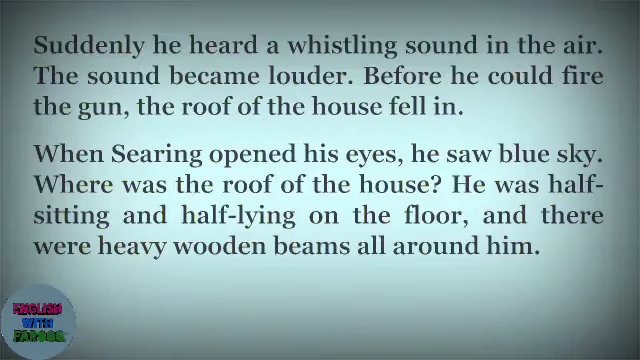 Suddenly he heard a whistling sound in the air.
The sound became louder. Before he could fire
the gun, the roof of the house fell in.
When Searing opened his eyes, he saw blue sky.
Where was the roof of the house? He was half-
sitting and half-lying on the floor, and there
were heavy wooden beams all around him.
ENGLISH
WITH
FAROOQ